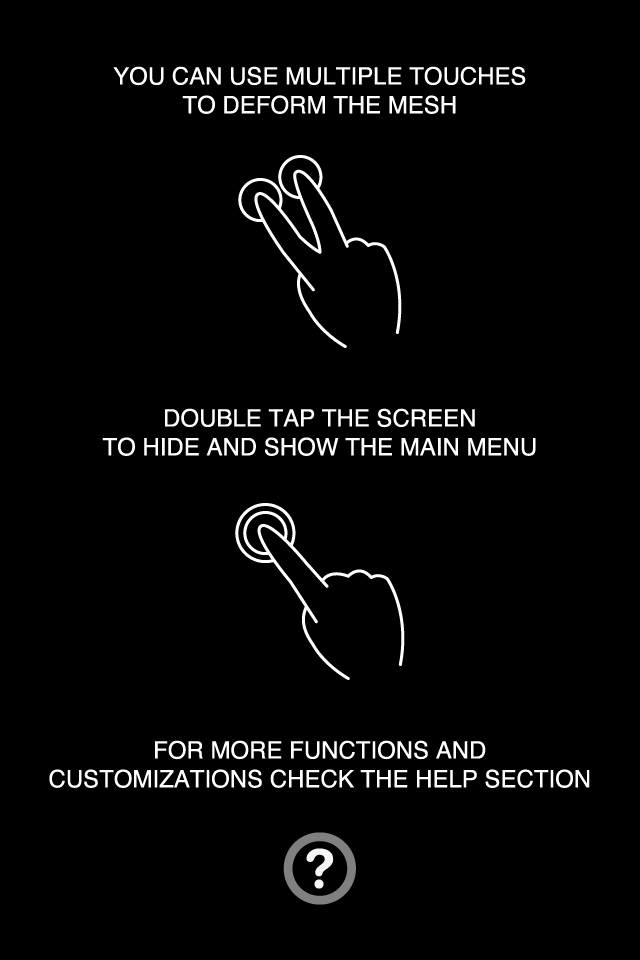 YOU CAN USE MULTIPLE TOUCHES
TO DEFORM THE MESH
DOUBLE TAP THE SCREEN
TO HIDE AND SHOW THE MAIN MENU
FOR MORE FUNCTIONS AND
CUSTOMIZATIONS CHECK THE HELP SECTION
?